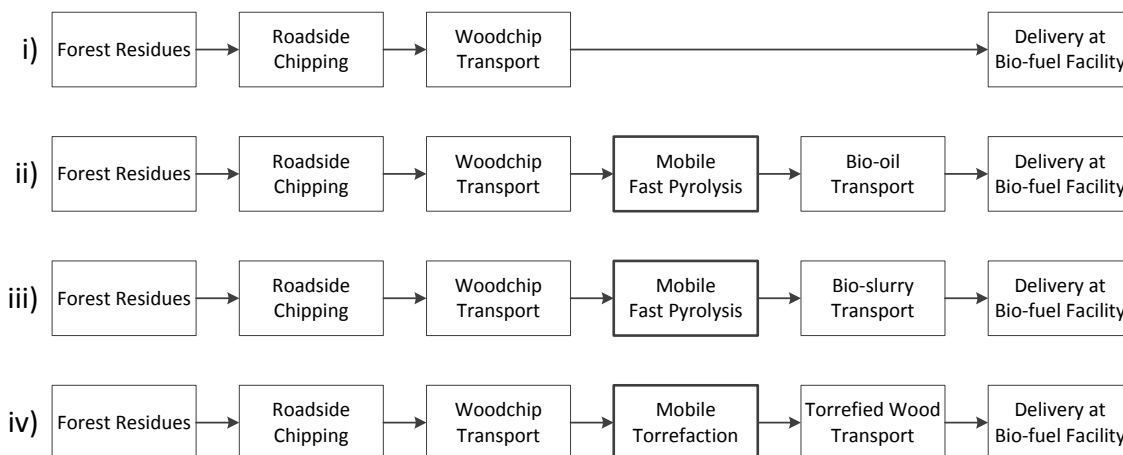 i)
Forest Residues
Roadside
Chipping
Woodchip
Transport
Delivery at
Bio-fuel Facility
ii)
Forest Residues
Roadside
Chipping
Woodchip
Transport
Mobile
Fast Pyrolysis
Bio-oil
Transport
Delivery at
Bio-fuel Facility
iii)
Forest Residues
Roadside
Chipping
Woodchip
Transport
Mobile
Fast Pyrolysis
Bio-slurry
Transport
Delivery at
Bio-fuel Facility
iv)
Forest Residues
Roadside
Chipping
Woodchip
Transport
Mobile
Torrefaction
Torrefied Wood
Transport
Delivery at
Bio-fuel Facility